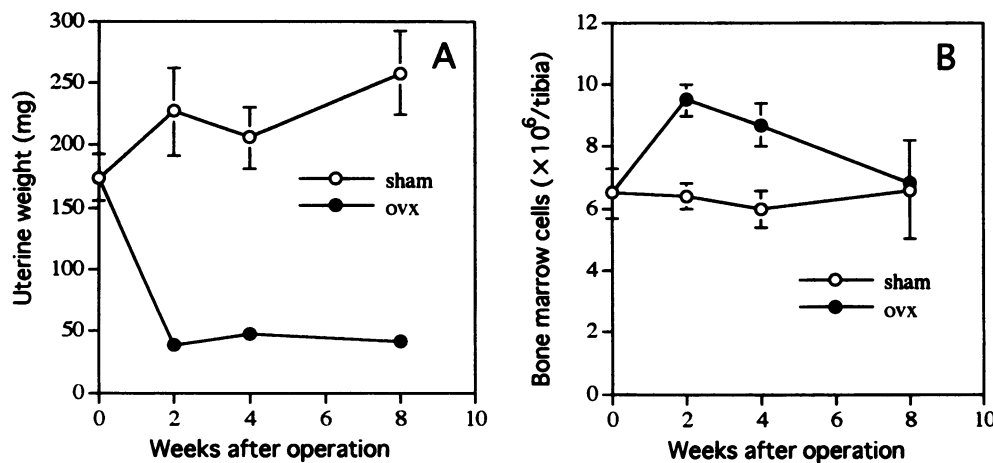 A
Uterine weight (mg)
300
250
200
150
100
50
0
sham
ovx
0 2 4 6 8 10
Weeks after operation
B
Bone marrow cells (×10⁶/tibia)
12
10
8
6
4
2
0
sham
ovx
0 2 4 6 8 10
Weeks after operation